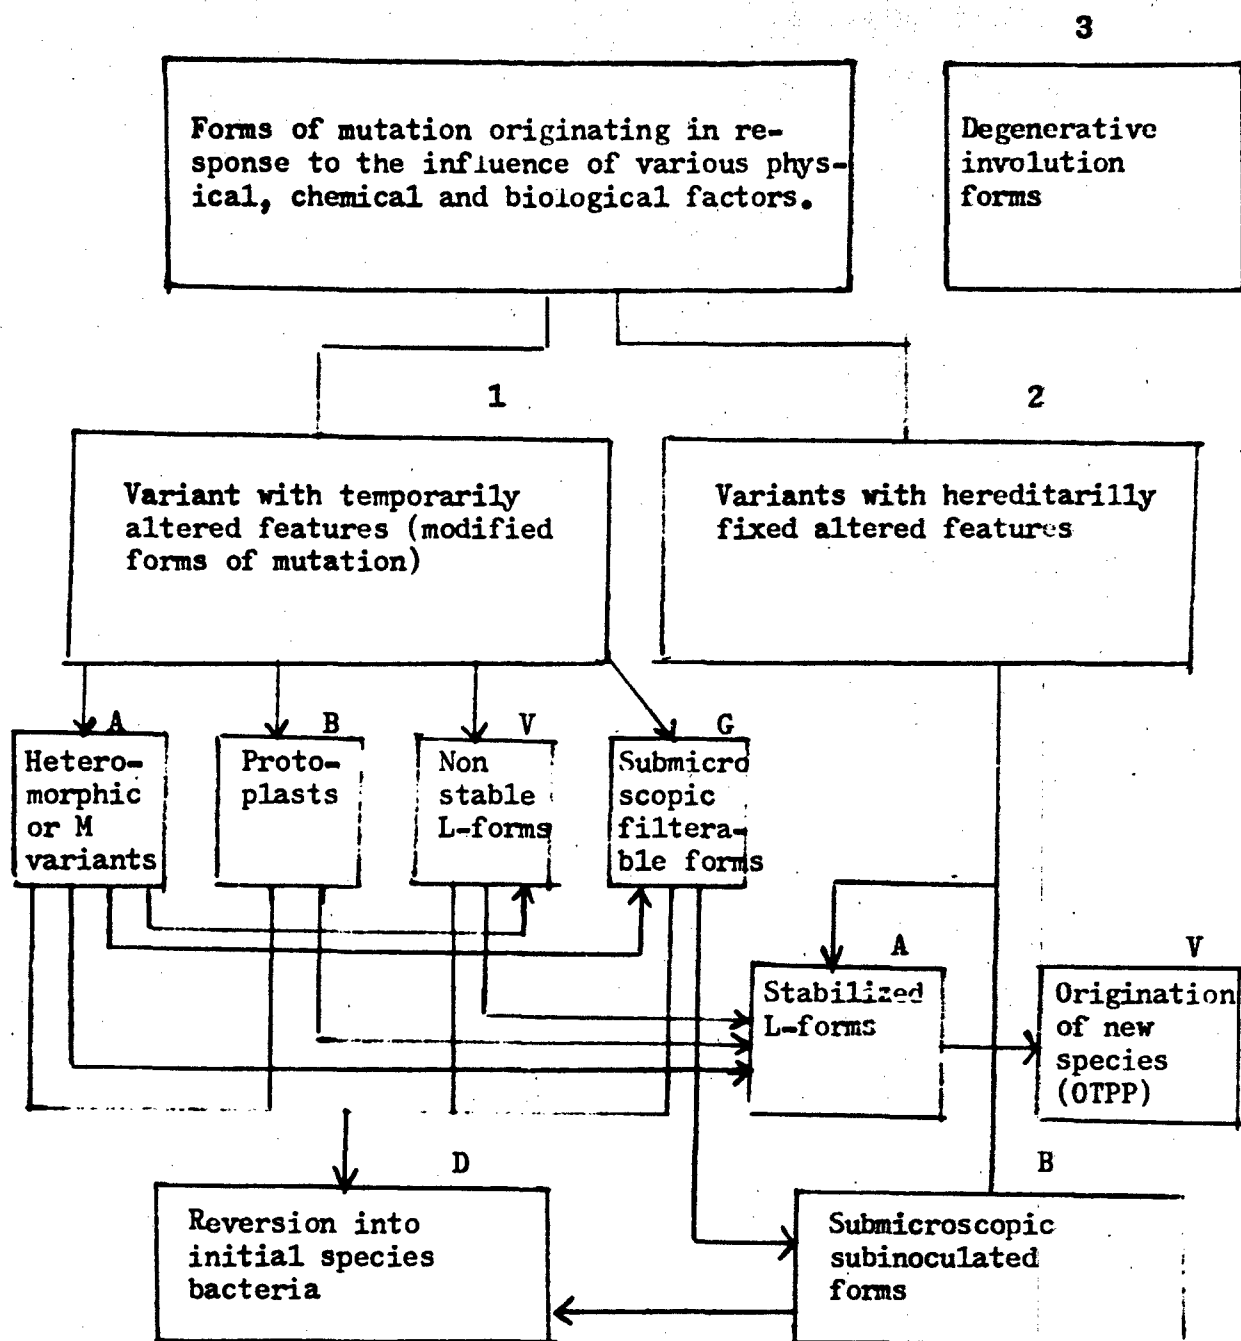 3
Forms of mutation originating in re-
sponse to the influence of various phys-
ical, chemical and biological factors.
Degenerative
involution
forms
1
2
Variant with temporarily
altered features (modified
forms of mutation)
Variants with hereditarilly
fixed altered features
A
B
V
G
Hetero-
morphic
or M
variants
Proto-
plasts
Non
stable
L-forms
Submicro
scopic
filtera-
ble forms
A
V
Stabilized
L-forms
Origination
of new
species
(OTPP)
D
B
Reversion into
initial species
bacteria
Submicroscopic
subinoculated
forms